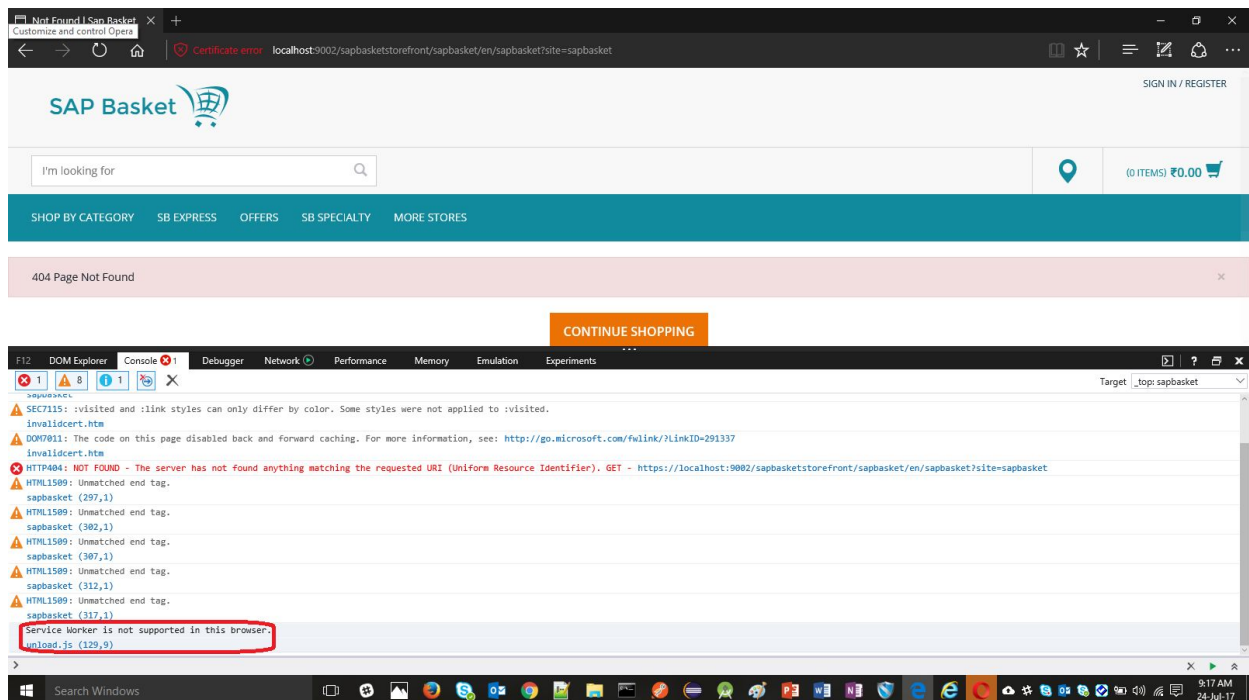 Not Found | Sap Basket
Customize and control Opera
Certificate error localhost:9002/sapbasketstorefront/sapbasket/en/sapbasket?site=sapbasket
SIGN IN / REGISTER
SAP Basket
I'm looking for
(0 ITEMS) ₹0.00
SHOP BY CATEGORY SB EXPRESS OFFERS SB SPECIALTY MORE STORES
404 Page Not Found
CONTINUE SHOPPING
F12 DOM Explorer Console 1 Debugger Network Performance Memory Emulation Experiments
1 8 1 Target _top: sapbasket
sapbasket
SEC7115: :visited and :link styles can only differ by color. Some styles were not applied to :visited.
invalidcert.htm
DOM7011: The code on this page disabled back and forward caching. For more information, see: http://go.microsoft.com/fwlink/?LinkID=291337
invalidcert.htm
HTTP404: NOT FOUND - The server has not found anything matching the requested URI (Uniform Resource Identifier). GET - https://localhost:9002/sapbasketstorefront/sapbasket/en/sapbasket?site=sapbasket
HTML1509: Unmatched end tag.
sapbasket (297,1)
HTML1509: Unmatched end tag.
sapbasket (302,1)
HTML1509: Unmatched end tag.
sapbasket (307,1)
HTML1509: Unmatched end tag.
sapbasket (312,1)
HTML1509: Unmatched end tag.
sapbasket (317,1)
Service Worker is not supported in this browser.
unload.js (129,9)
Search Windows
9:17 AM
24-Jul-17